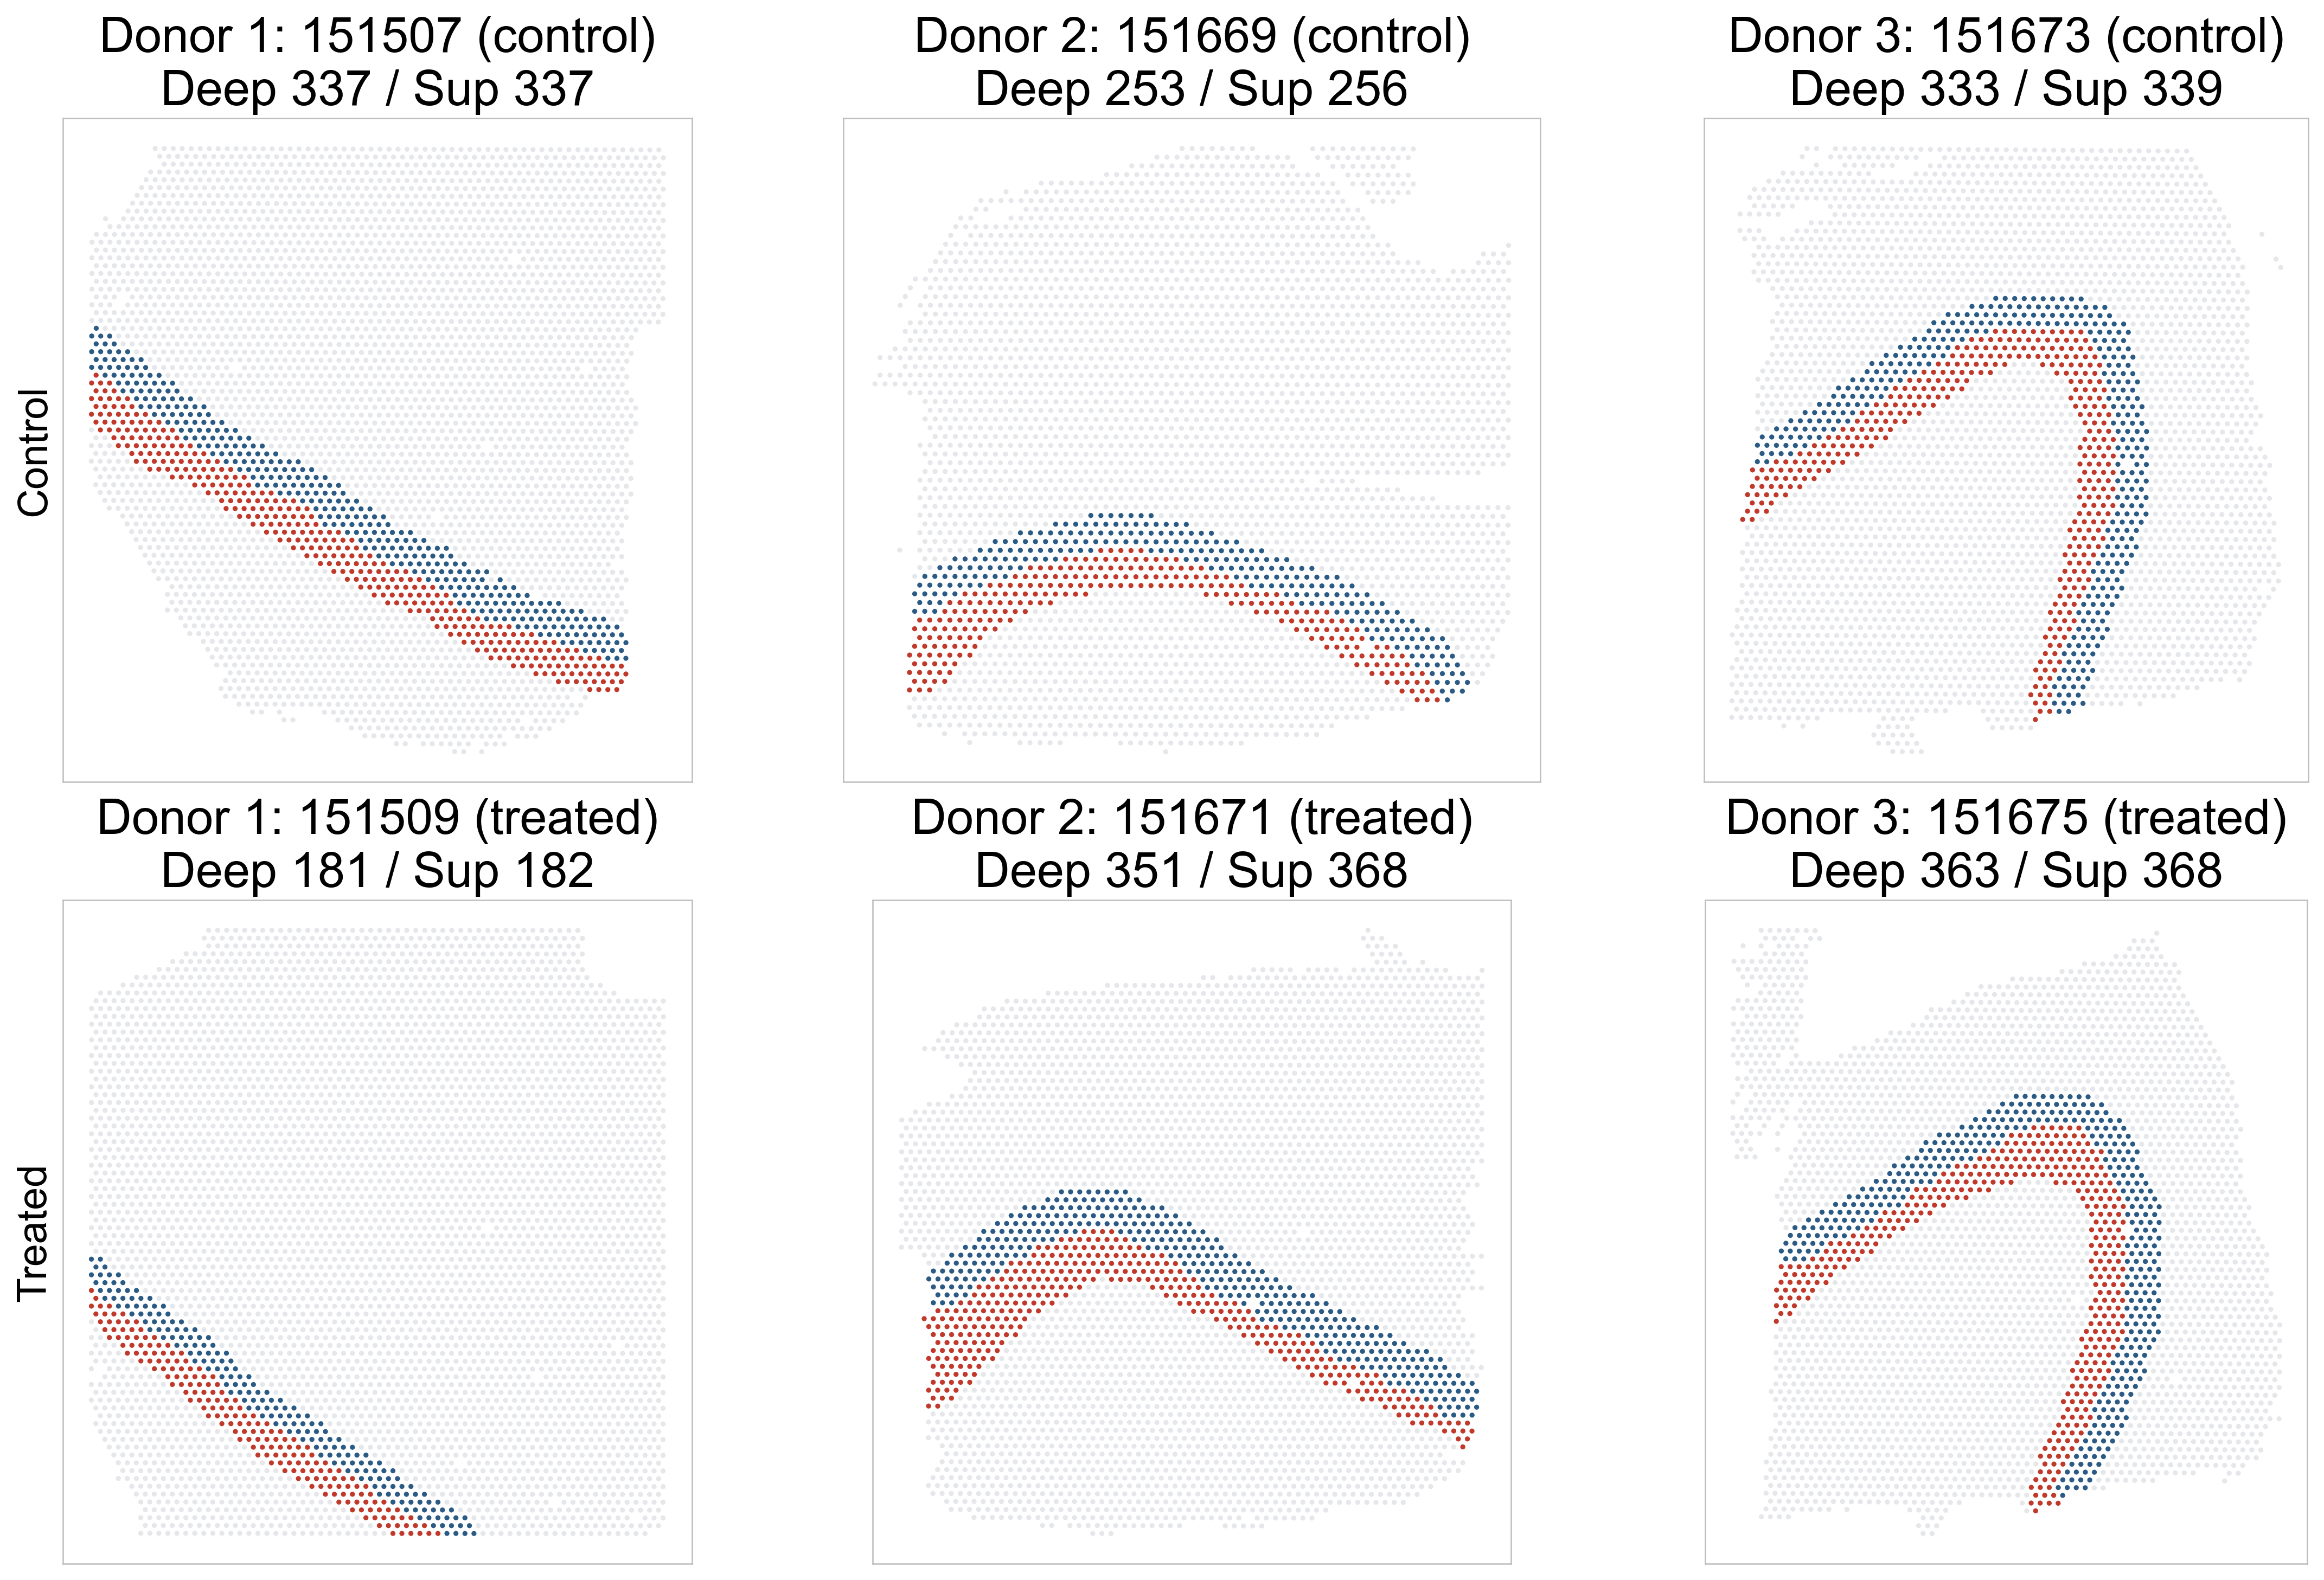 Donor 1: 151507 (control)
Deep 337 / Sup 337
Donor 2: 151669 (control)
Deep 253 / Sup 256
Donor 3: 151673 (control)
Deep 333 / Sup 339
Control
Donor 1: 151509 (treated)
Deep 181 / Sup 182
Donor 2: 151671 (treated)
Deep 351 / Sup 368
Donor 3: 151675 (treated)
Deep 363 / Sup 368
Treated